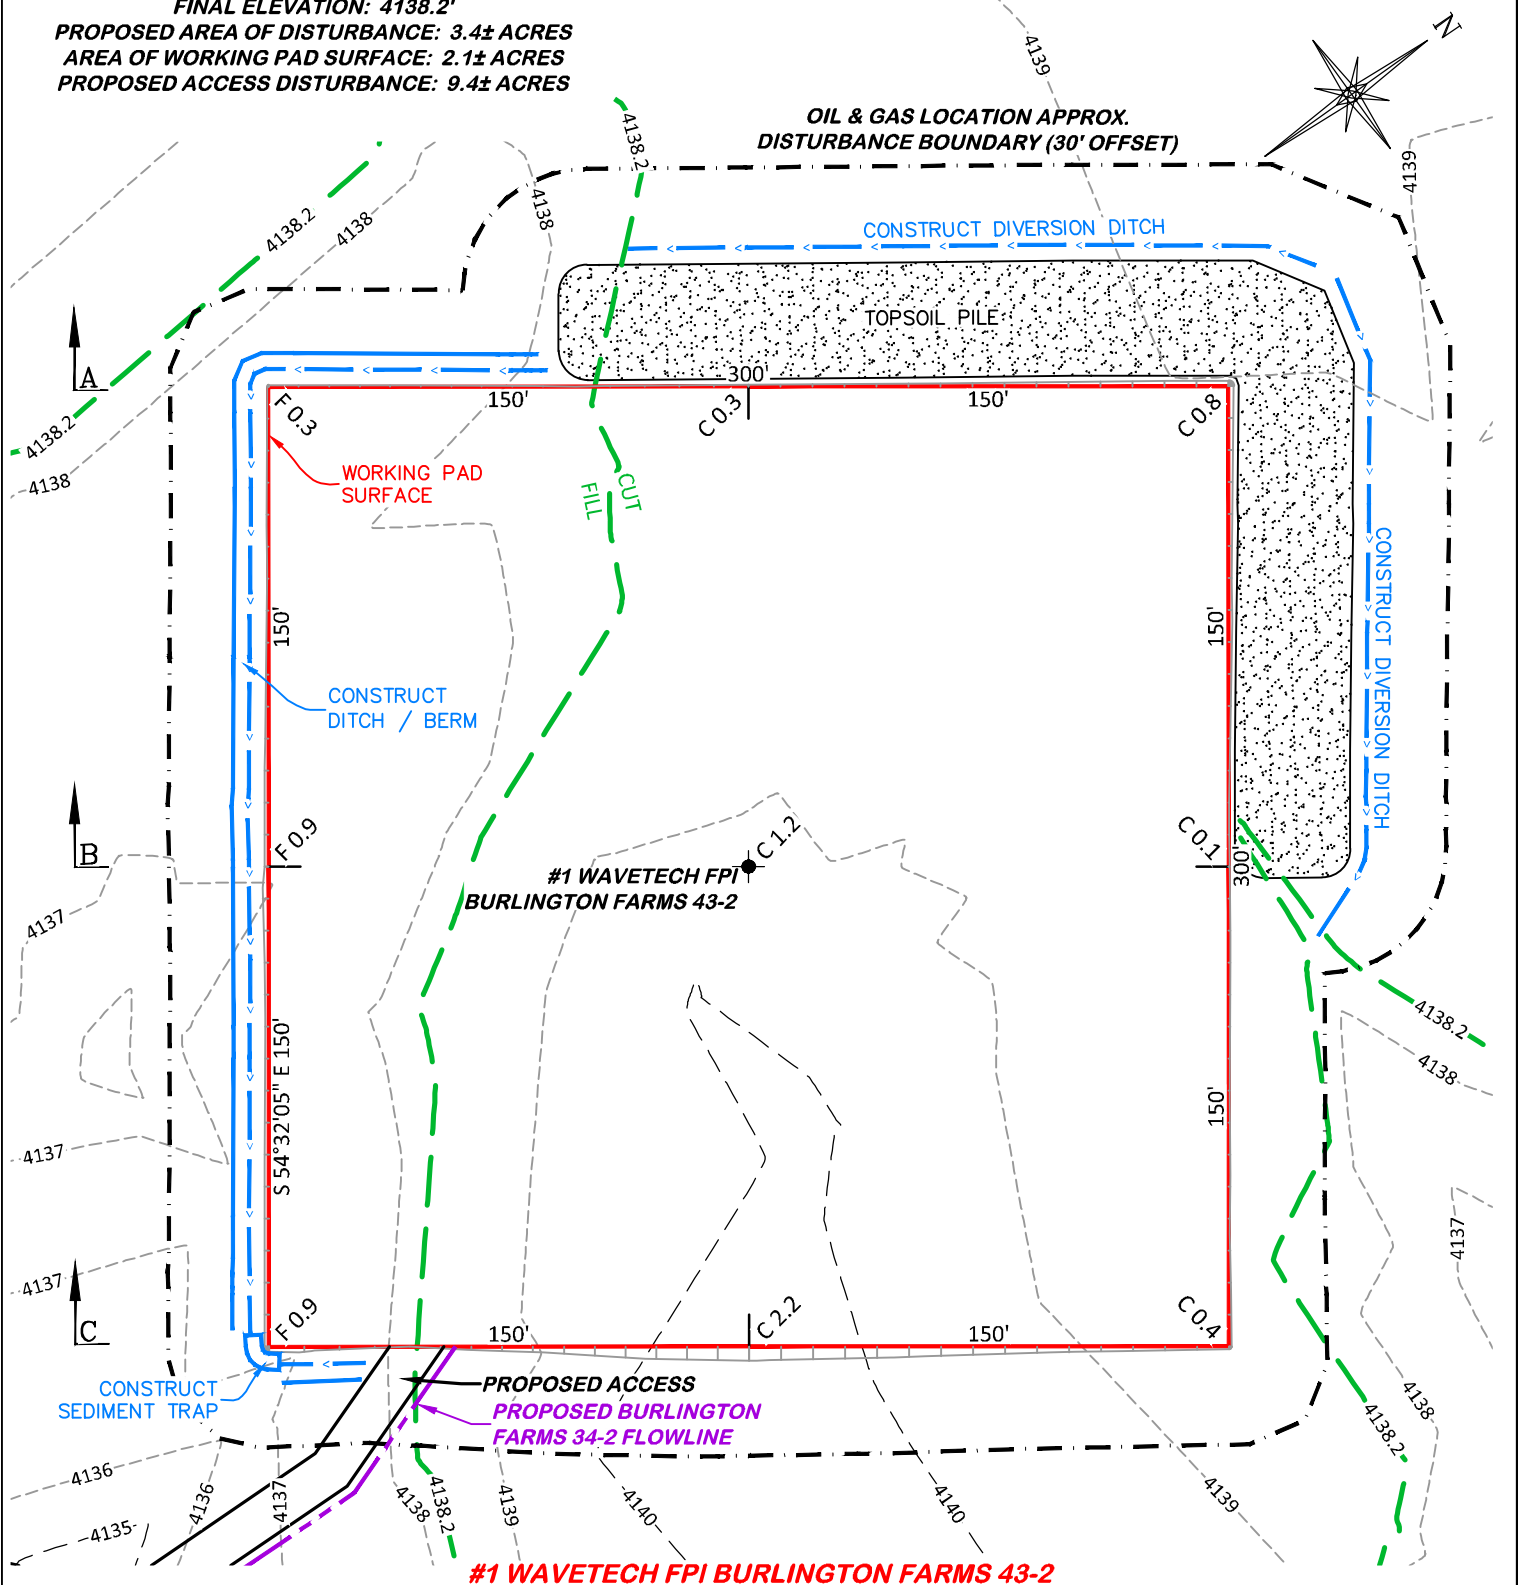 FINAL ELEVATION: 4138.2'
PROPOSED AREA OF DISTURBANCE: 3.4± ACRES
AREA OF WORKING PAD SURFACE: 2.1± ACRES
PROPOSED ACCESS DISTURBANCE: 9.4± ACRES
N
4139
4138.2
OIL & GAS LOCATION APPROX.
DISTURBANCE BOUNDARY (30' OFFSET)
4139
4138.2
4138
4138
CONSTRUCT DIVERSION DITCH
TOPSOIL PILE
A
300'
F 0.3
150'
C 0.3
150'
C 0.8
4138.2
4138
WORKING PAD
SURFACE
CUT
FILL
150'
150'
CONSTRUCT DIVERSION DITCH
CONSTRUCT
DITCH / BERM
B
F 0.9
C 1.2
C 0.1
300'
#1 WAVETECH FPI
BURLINGTON FARMS 43-2
4137
4138.2
4138
S 54°32'05" E 150'
150'
4137
4137
4137
C
F 0.9
150'
C 2.2
150'
C 0.4
CONSTRUCT
SEDIMENT TRAP
PROPOSED ACCESS
PROPOSED BURLINGTON
FARMS 34-2 FLOWLINE
4138
4138.2
4136
4136
4137
4138
4138.2
4139
4140
4140
4139
4135
#1 WAVETECH FPI BURLINGTON FARMS 43-2